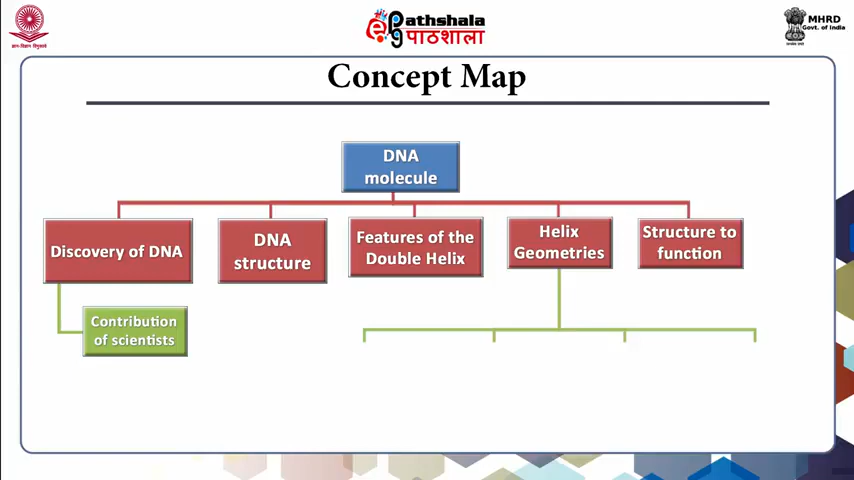 Pathshala
पाठशाला
MHRD
Govt. of India
ज्ञान-विज्ञान विमुक्तये
Concept Map
DNA
molecule
Discovery of DNA
DNA
structure
Features of the
Double Helix
Helix
Geometries
Structure to
function
Contribution
of scientists